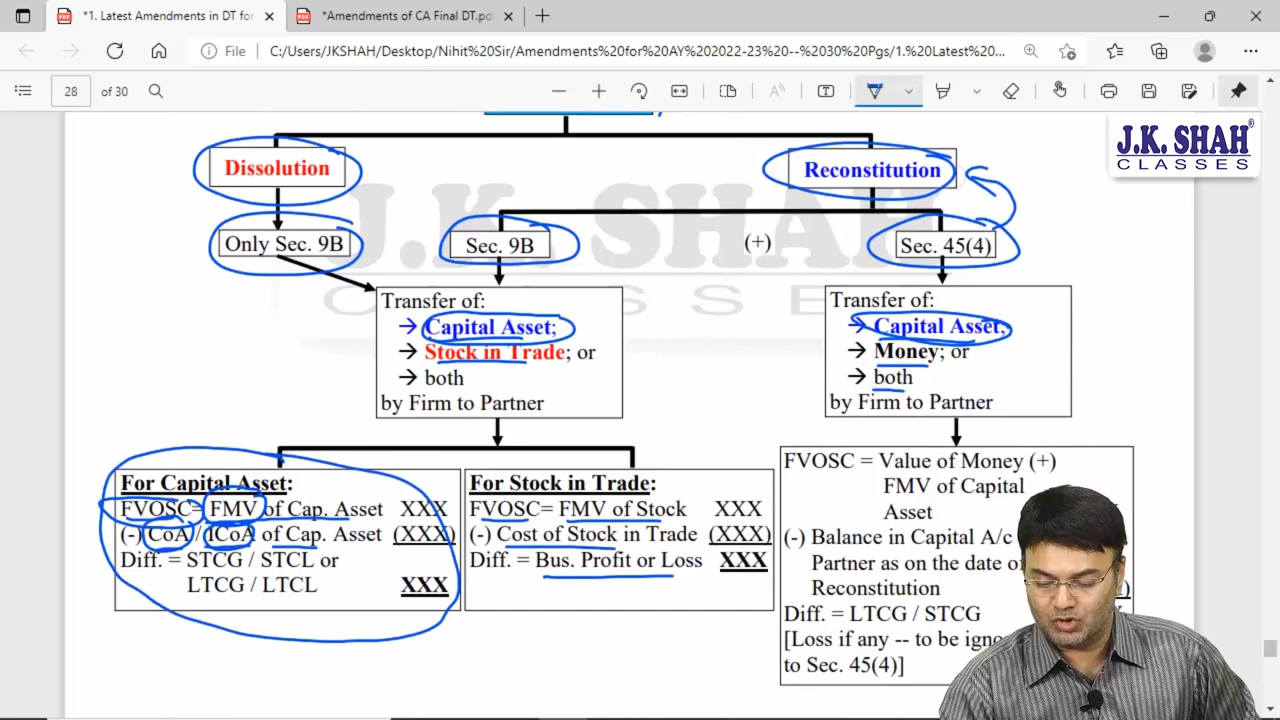 *1. Latest Amendments in DT for
*Amendments of CA Final DT.pd
File
C:/Users/JKSHAH/Desktop/Nihit%20Sir/Amendments%20for%20AY%202022-23%20--%2030%20Pgs/1.%20Latest%20...
28 of 30
J.K. SHAH®
CLASSES
Dissolution
Reconstitution
Only Sec. 9B
Sec. 9B
(+)
Sec. 45(4)
J.K. SHAH
CLASSES
Transfer of:
→ Capital Asset;
→ Stock in Trade; or
→ both
by Firm to Partner
Transfer of:
→ Capital Asset;
→ Money; or
→ both
by Firm to Partner
For Capital Asset:
FVOSC= FMV of Cap. Asset XXX
(-) CoA / ICoA of Cap. Asset (XXX)
Diff. = STCG / STCL or
LTCG / LTCL XXX
For Stock in Trade:
FVOSC= FMV of Stock XXX
(-) Cost of Stock in Trade (XXX)
Diff. = Bus. Profit or Loss XXX
FVOSC = Value of Money (+)
FMV of Capital
Asset
(-) Balance in Capital A/c
Partner as on the date
Reconstitution
Diff. = LTCG / STCG
[Loss if any -- to be
to Sec. 45(4)]